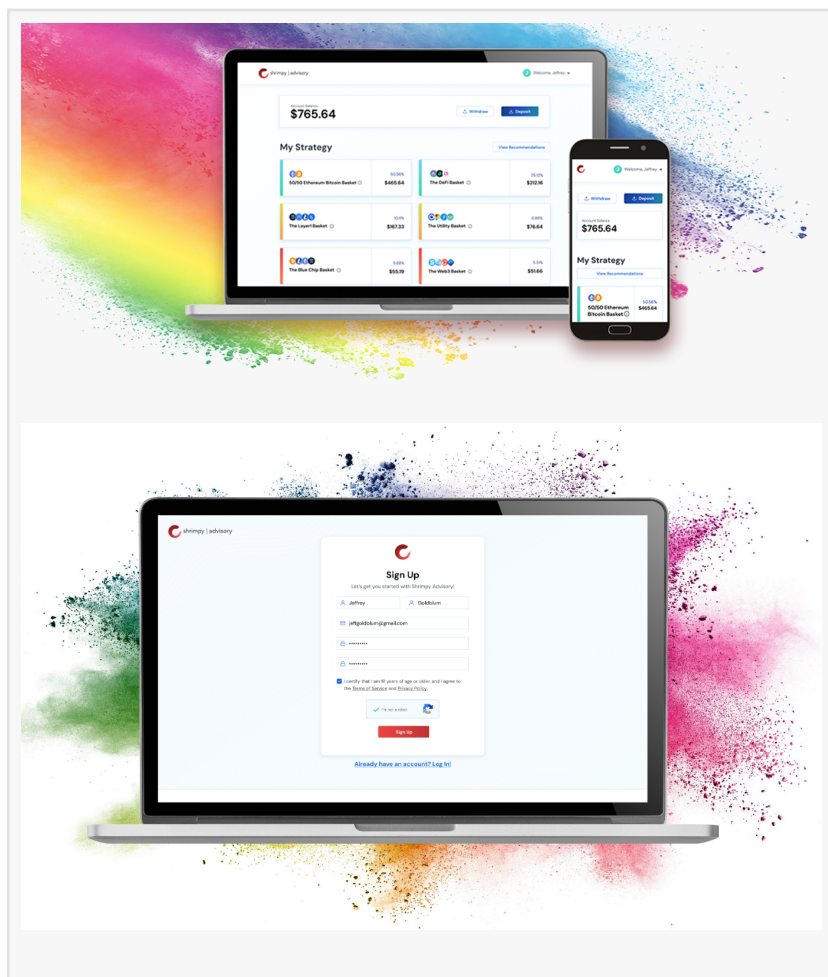 shrimpy | advisory
Welcome, Jeffrey
Account Balance
$765.64
Withdraw
Deposit
My Strategy
View Recommendations
50.56%
50/50 Ethereum Bitcoin Basket
$465.64
The DeFi Basket
$212.16
The Layer1 Basket
$167.33
The Utility Basket
$76.64
The Blue Chip Basket
$55.19
The Web3 Basket
$51.66
Welcome, Jeffrey
Withdraw
Deposit
Account Balance
$765.64
My Strategy
View Recommendations
50.56%
50/50 Ethereum
$465.64
Bitcoin Basket
shrimpy | advisory
Sign Up
Let's get you started with Shrimpy Advisory!
Jeffrey
Goldblum
jeffgoldblum@gmail.com
I certify that I am 18 years of age or older, and I agree to
the Terms of Service and Privacy Policy.
I'm not a robot
Sign Up
Already have an account? Log In!